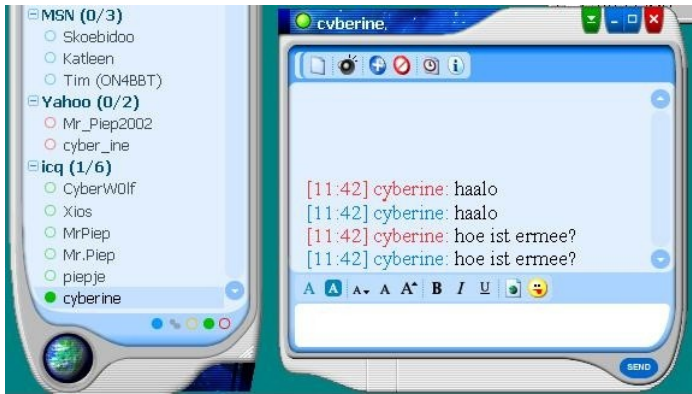 MSN (0/3)
Skoebidoo
Katleen
Tim (ON4BBT)
Yahoo (0/2)
Mr_Piep2002
cyber_ine
icq (1/6)
CyberW0lf
Xios
MrPiep
Mr.Piep
piepje
cyberine
cyberine,
[11:42] cyberine: haalo
[11:42] cyberine: haalo
[11:42] cyberine: hoe ist ermee?
[11:42] cyberine: hoe ist ermee?
A A A A A B I U
SEND